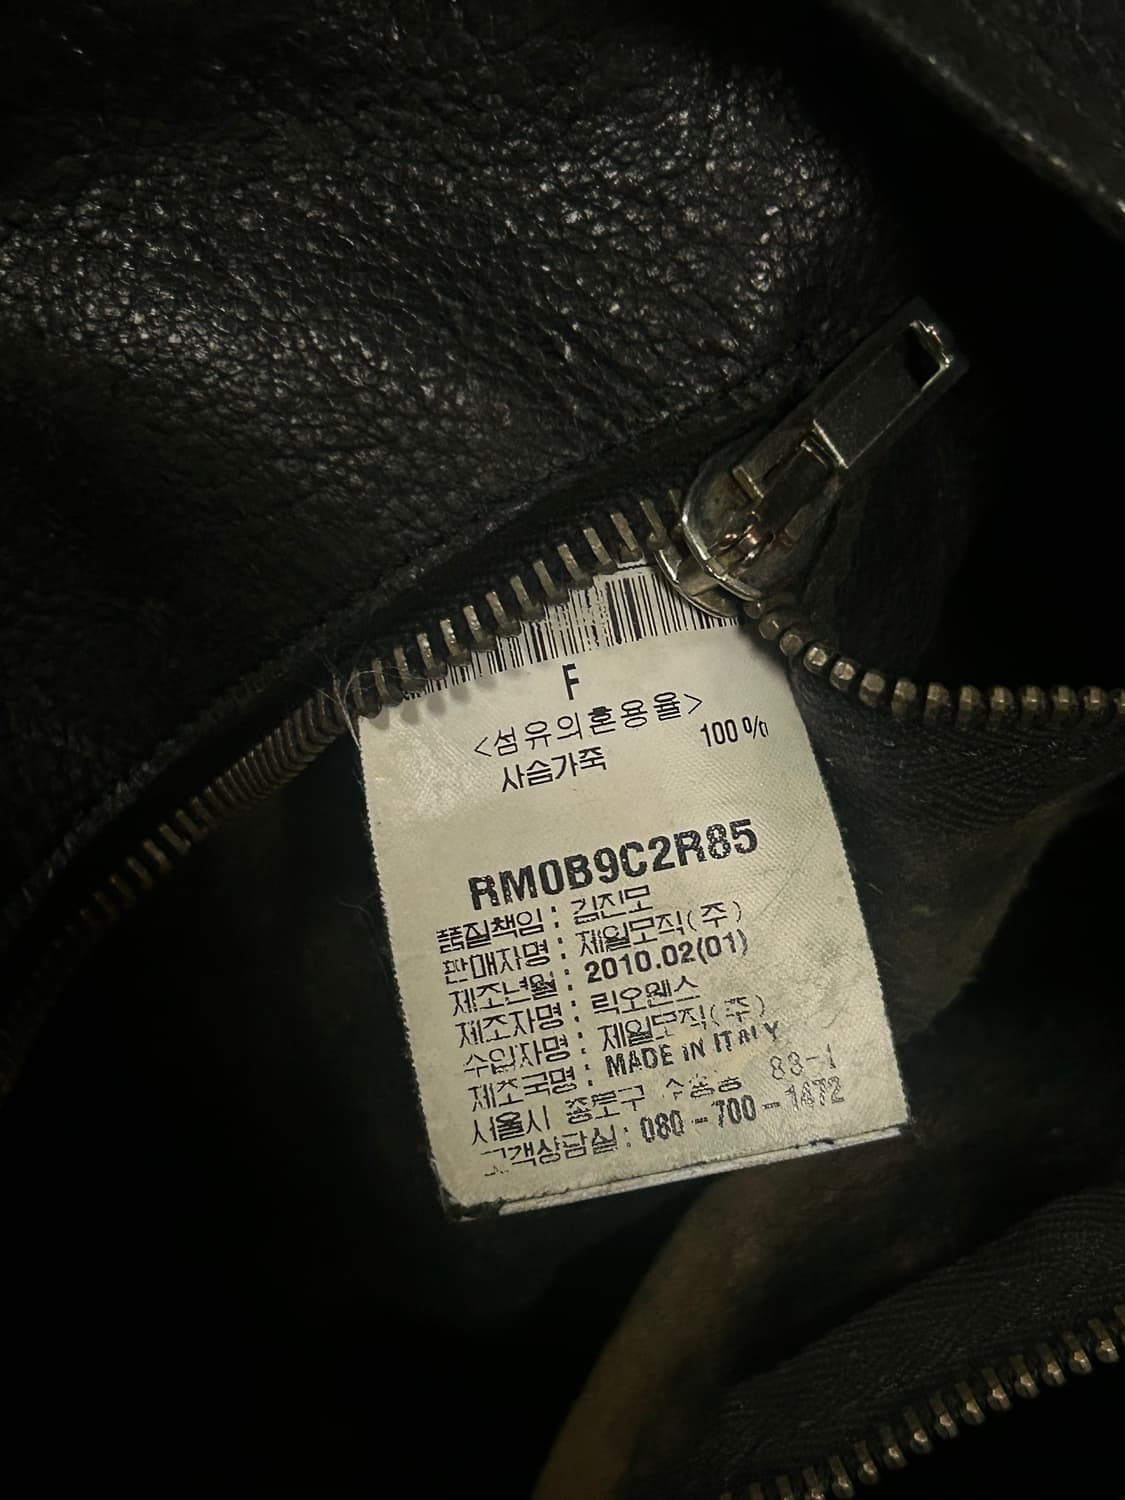 F
<섬유의혼용율>
사슴가죽 100%
RM0B9C2R85
품질책임 : 김진모
판매자명 : 제일모직(주)
제조년월 : 2010.02(01)
제조자명 : 릭오웬스
수입자명 : 제일모직(주)
제조국명 : MADE IN ITALY
서울시 종로구 88-1
고객상담실 : 080-700-1472